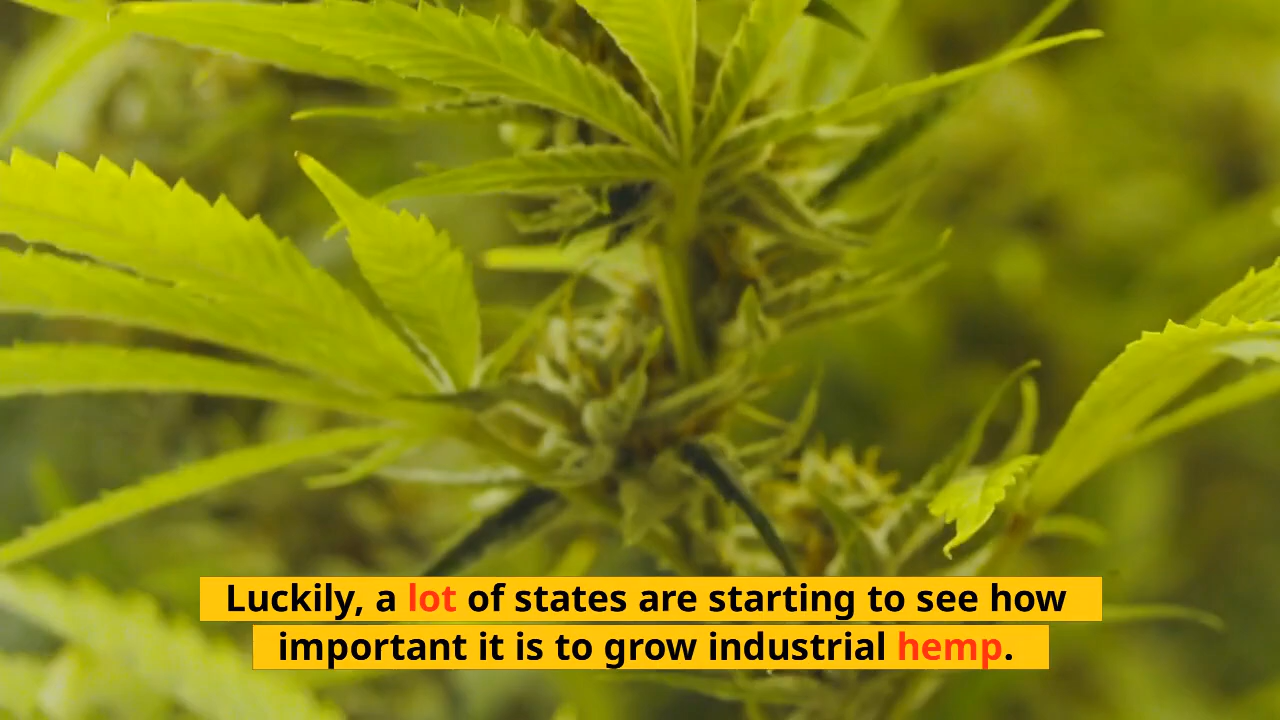 Luckily, a lot of states are starting to see how
important it is to grow industrial hemp.